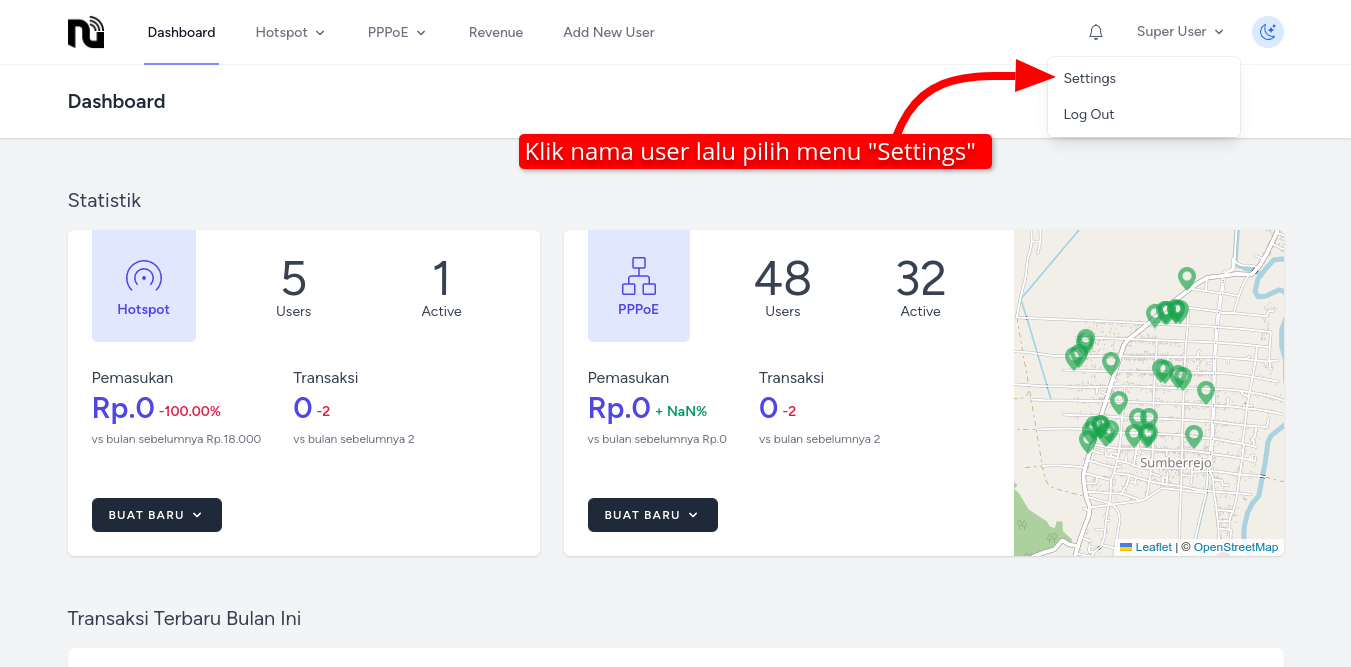 Dashboard Hotspot PPPoE Revenue Add New User Super User
Settings
Log Out
Dashboard
Klik nama user lalu pilih menu "Settings"
Statistik
Hotspot
5
Users
1
Active
Pemasukan
Rp.0 -100.00%
vs bulan sebelumnya Rp.18.000
Transaksi
0 -2
vs bulan sebelumnya 2
BUAT BARU
PPPoE
48
Users
32
Active
Pemasukan
Rp.0 + NaN%
vs bulan sebelumnya Rp.0
Transaksi
0 -2
vs bulan sebelumnya 2
BUAT BARU
Sumberrejo
Leaflet | © OpenStreetMap
Transaksi Terbaru Bulan Ini